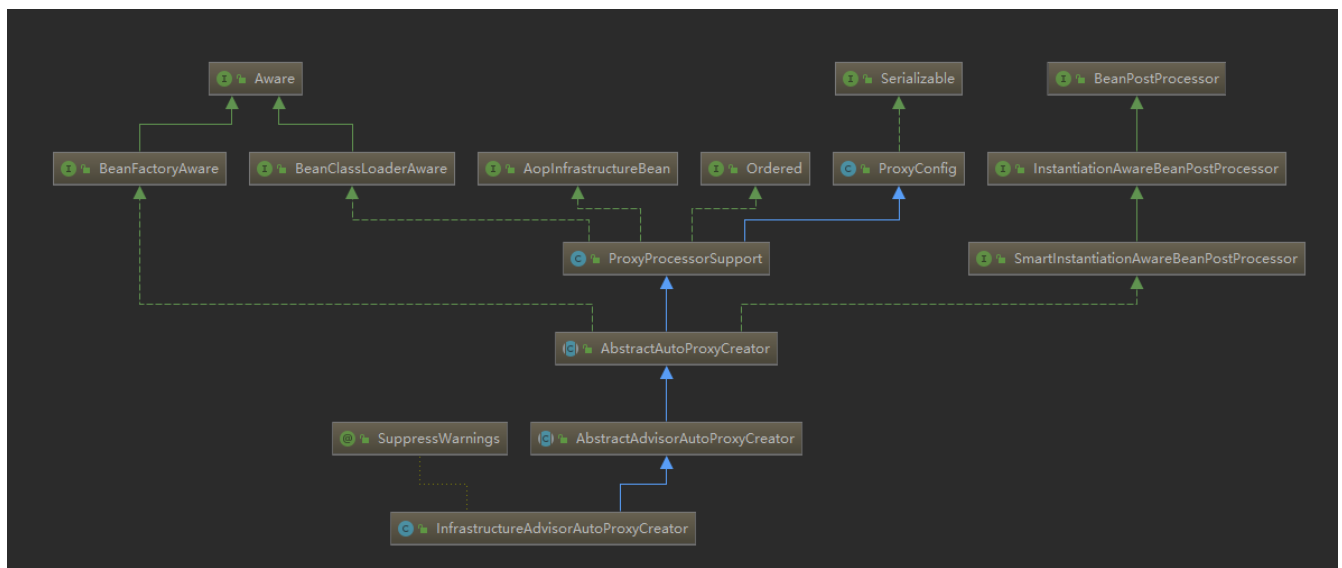 Aware
Serializable
BeanPostProcessor
BeanFactoryAware
BeanClassLoaderAware
AopInfrastructureBean
Ordered
ProxyConfig
InstantiationAwareBeanPostProcessor
ProxyProcessorSupport
SmartInstantiationAwareBeanPostProcessor
AbstractAutoProxyCreator
SuppressWarnings
AbstractAdvisorAutoProxyCreator
InfrastructureAdvisorAutoProxyCreator